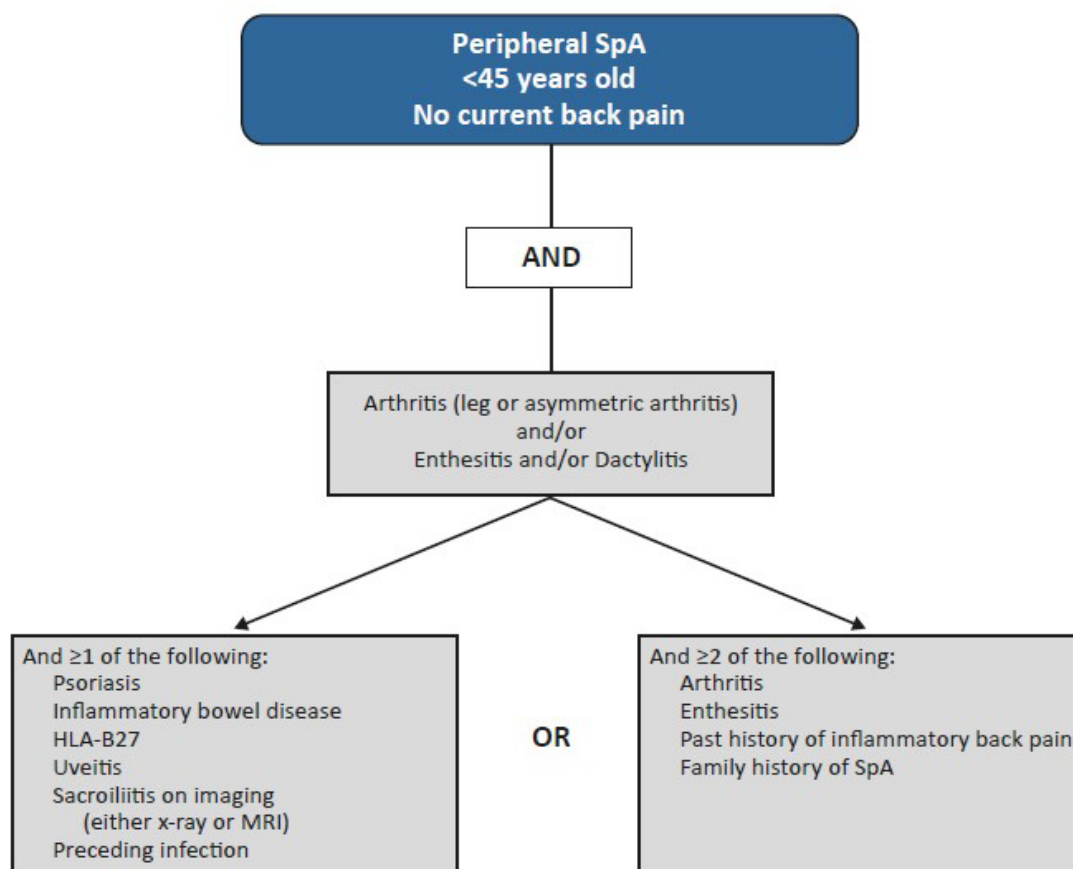 Peripheral SpA
<45 years old
No current back pain
AND
Arthritis (leg or asymmetric arthritis)
and/or
Enthesitis and/or Dactylitis
And ≥1 of the following:
Psoriasis
Inflammatory bowel disease
HLA-B27
Uveitis
Sacroiliitis on imaging
(either x-ray or MRI)
Preceding infection
OR
And ≥2 of the following:
Arthritis
Enthesitis
Past history of inflammatory back pain
Family history of SpA